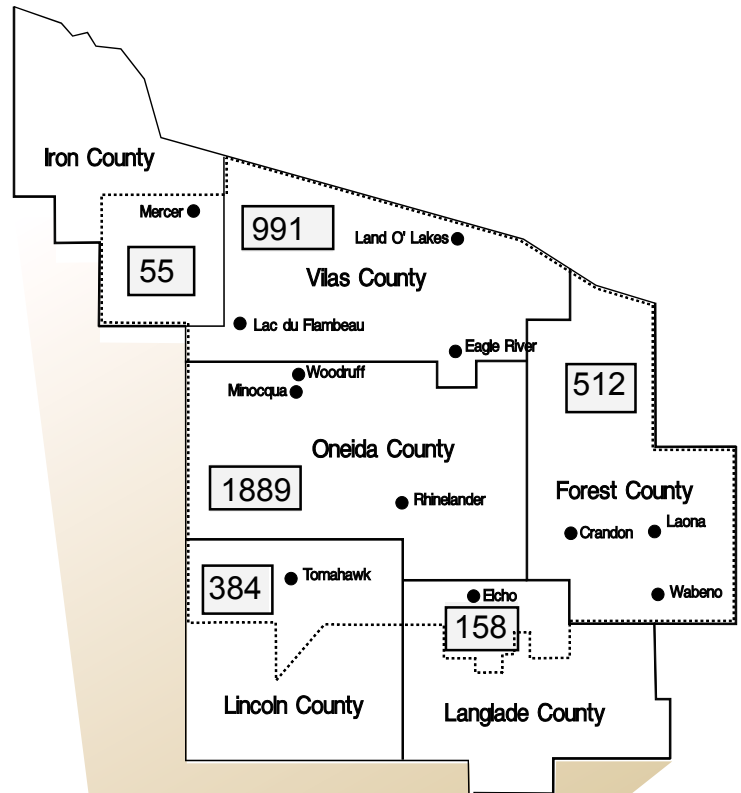 Iron County
Mercer
55
991
Land O' Lakes
Vilas County
Lac du Flambeau
Eagle River
Woodruff
Minocqua
512
Oneida County
1889
Rhinelander
Forest County
Crandon
Laona
Wabeno
384
Tomahawk
Elcho
158
Lincoln County
Langlade County